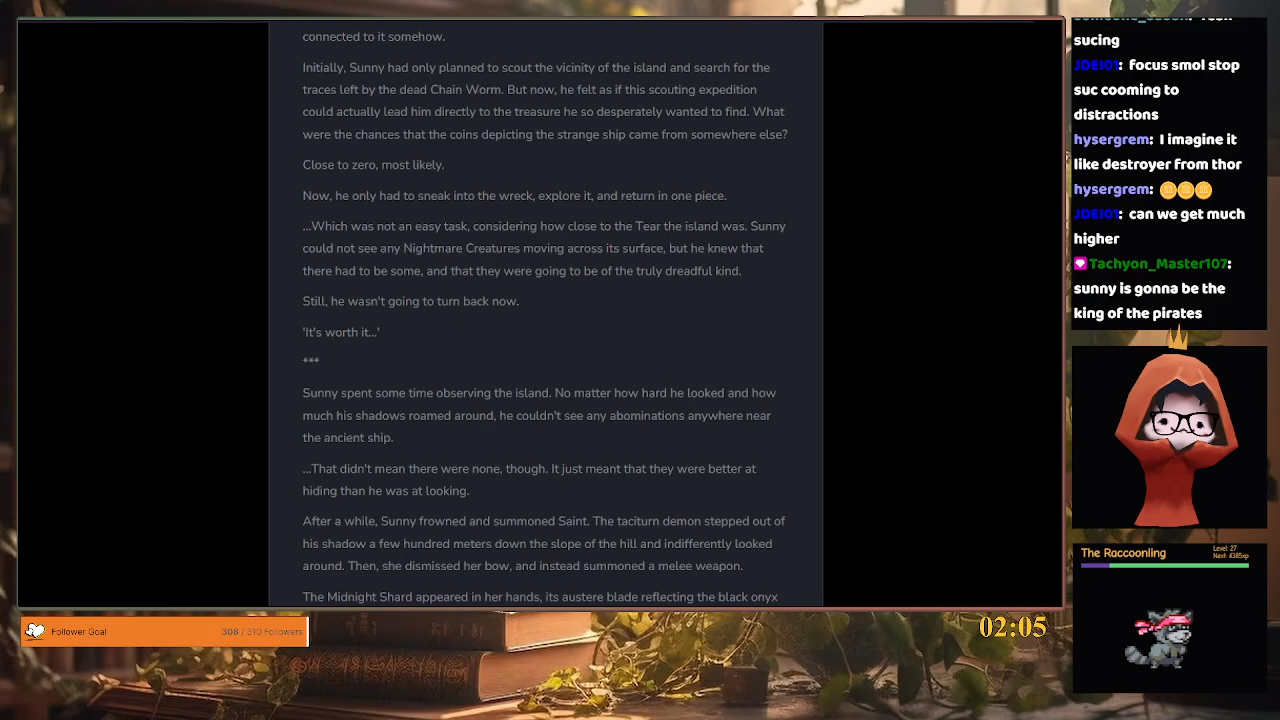 connected to it somehow.
Initially, Sunny had only planned to scout the vicinity of the island and search for the
traces left by the dead Chain Worm. But now, he felt as if this scouting expedition
could actually lead him directly to the treasure he so desperately wanted to find. What
were the chances that the coins depicting the strange ship came from somewhere else?
Close to zero, most likely.
Now, he only had to sneak into the wreck, explore it, and return in one piece.
...Which was not an easy task, considering how close to the Tear the island was. Sunny
could not see any Nightmare Creatures moving across its surface, but he knew that
there had to be some, and that they were going to be of the truly dreadful kind.
Still, he wasn't going to turn back now.
'It's worth it...'
***
Sunny spent some time observing the island. No matter how hard he looked and how
much his shadows roamed around, he couldn't see any abominations anywhere near
the ancient ship.
...That didn't mean there were none, though. It just meant that they were better at
hiding than he was at looking.
After a while, Sunny frowned and summoned Saint. The taciturn demon stepped out of
his shadow a few hundred meters down the slope of the hill and indifferently looked
around. Then, she dismissed her bow, and instead summoned a melee weapon.
The Midnight Shard appeared in her hands, its austere blade reflecting the black onyx
sucing
JDEI01: focus smol stop
suc cooming to
distractions
hysergrem: I imagine it
like destroyer from thor
hysergrem:
JDEI01: can we get much
higher
Tachyon_Master107:
sunny is gonna be the
king of the pirates
The Raccoonling
Level: 27
Next: 4385xp
Follower Goal
308 / 310 Followers
02:05